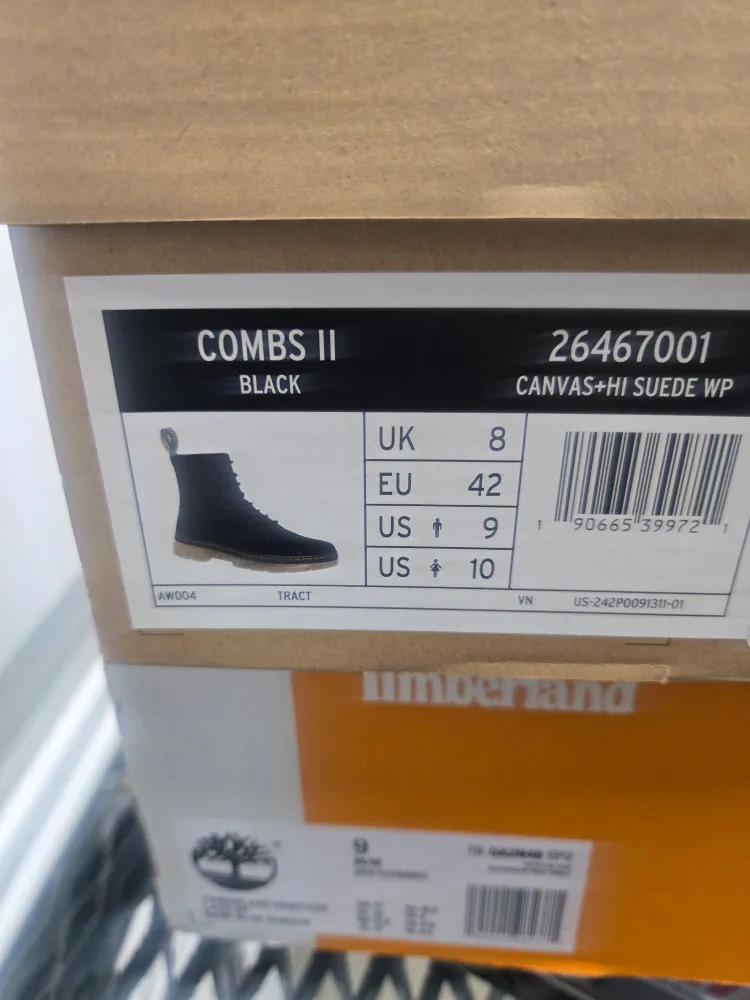 COMBS II
BLACK
26467001
CANVAS+HI SUEDE WP
UK 8
EU 42
US 9
US 10
1 90665 39972 1
AW004 TRACT VN US-242P0091311-01
Timberland
9